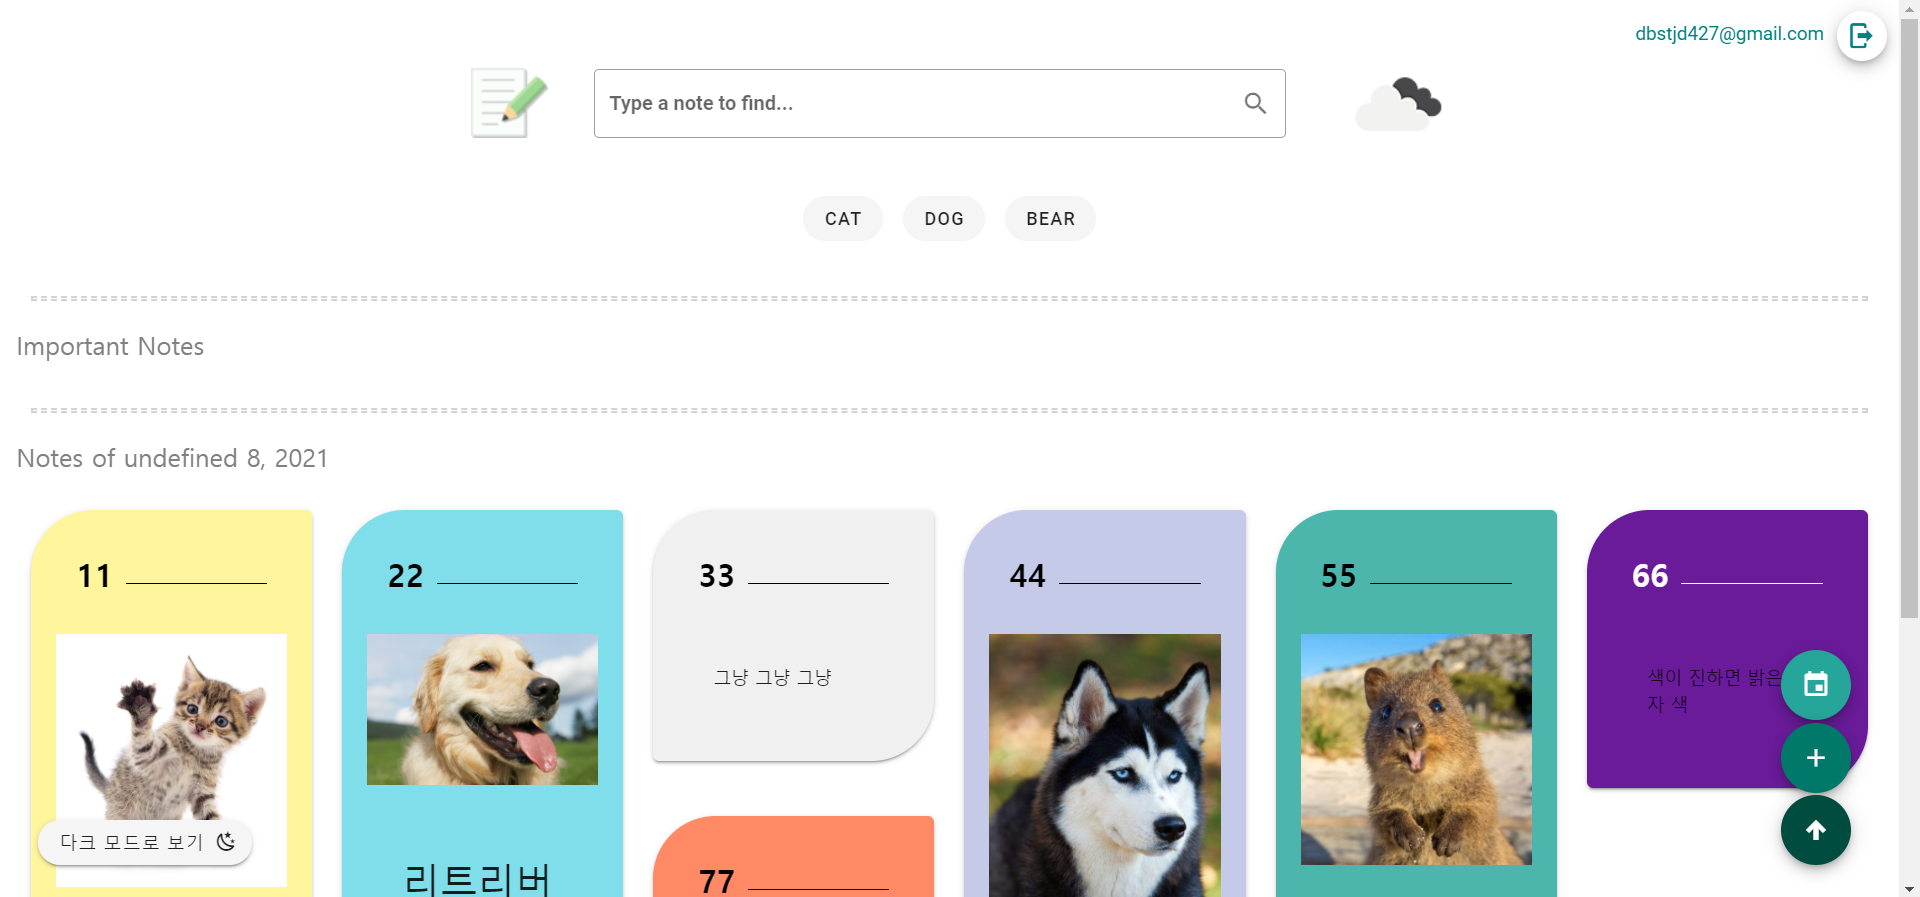 dbstjd427@gmail.com
Type a note to find...
CAT
DOG
BEAR
Important Notes
Notes of undefined 8, 2021
11
22
33
44
55
66
그냥 그냥 그냥
색이 진하면 밝은
자 색
다크 모드로 보기
리트리버
77